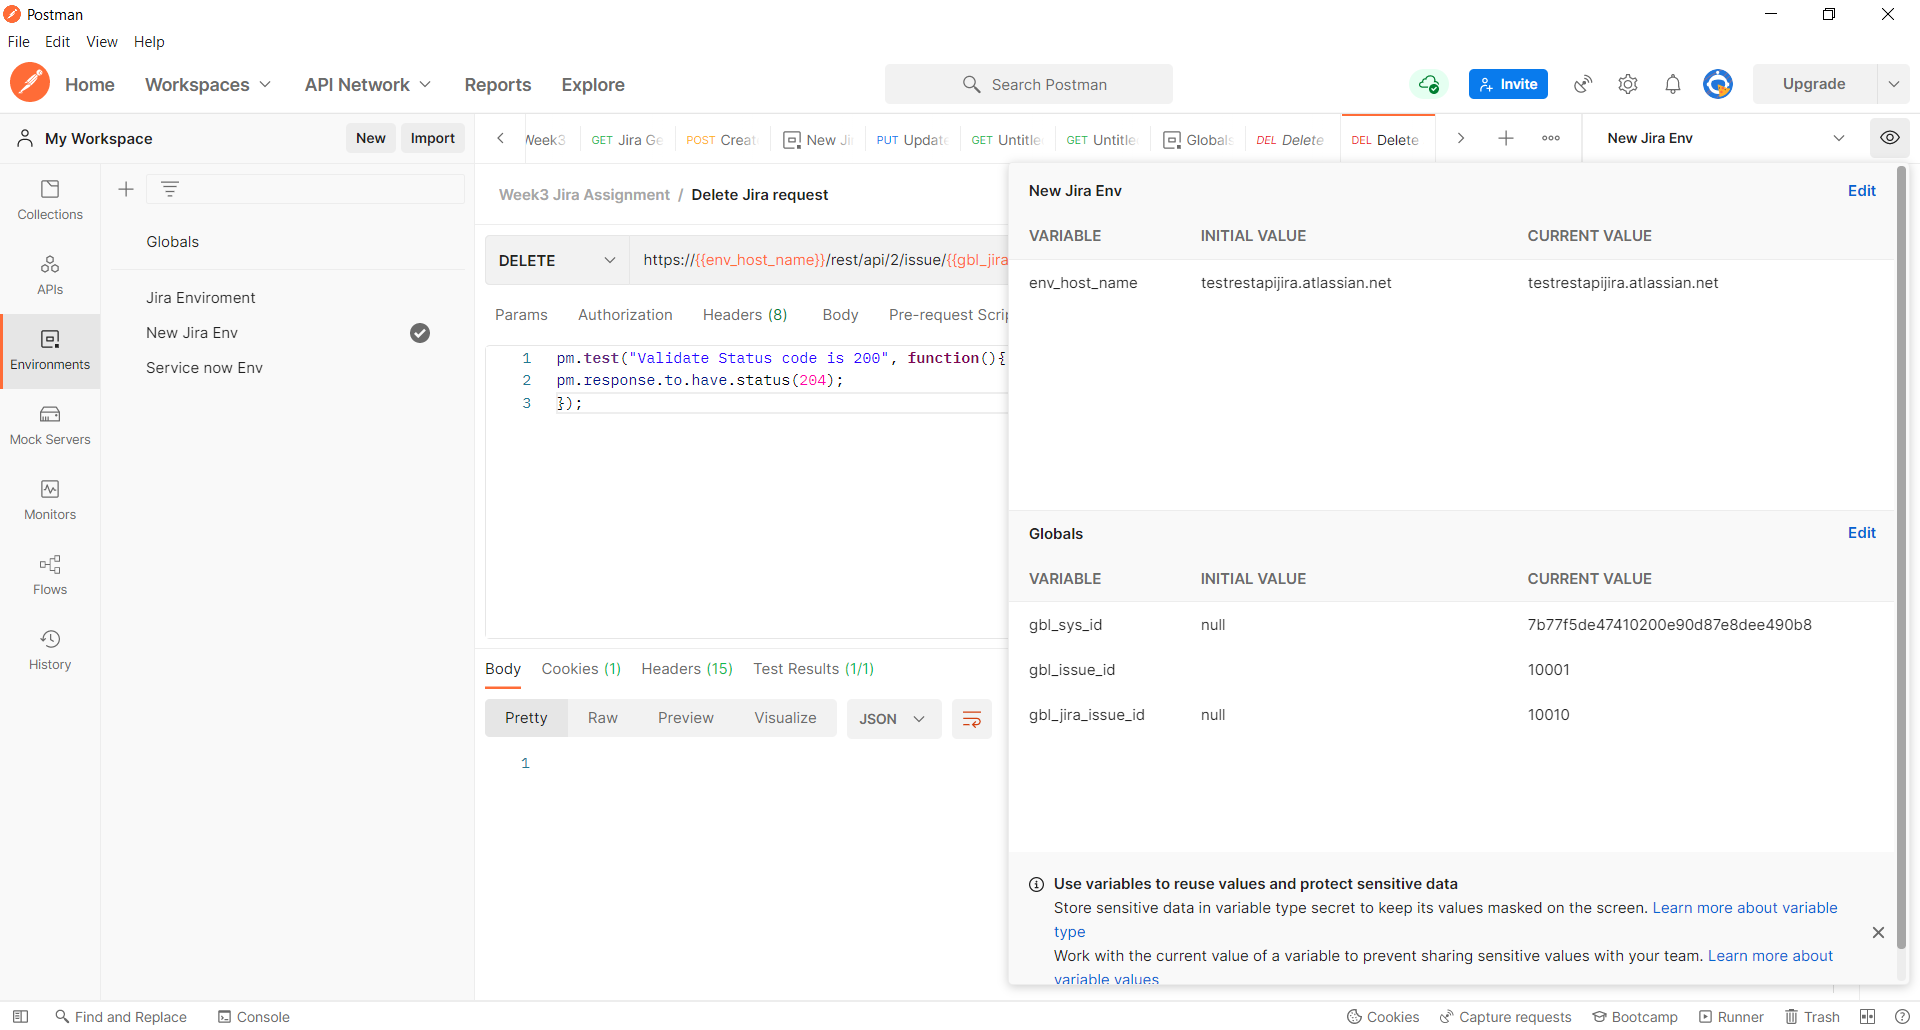 Postman
File Edit View Help
Home Workspaces API Network Reports Explore Search Postman Invite Upgrade
My Workspace New Import
Week3 GET Jira Ge POST Creat New Ji PUT Update GET Untitle GET Untitle Globals DEL Delete DEL Delete New Jira Env
Collections
APIs
Environments
Mock Servers
Monitors
Flows
History
Globals
Jira Enviroment
New Jira Env
Service now Env
Week3 Jira Assignment / Delete Jira request
DELETE https://{{env_host_name}}/rest/api/2/issue/{{gbl_jira
Params Authorization Headers (8) Body Pre-request Scrip
1 pm.test("Validate Status code is 200", function(){
2 pm.response.to.have.status(204);
3 });
Body Cookies (1) Headers (15) Test Results (1/1)
Pretty Raw Preview Visualize JSON
1
New Jira Env Edit
VARIABLE INITIAL VALUE CURRENT VALUE
env_host_name testrestapijira.atlassian.net testrestapijira.atlassian.net
Globals Edit
VARIABLE INITIAL VALUE CURRENT VALUE
gbl_sys_id null 7b77f5de47410200e90d87e8dee490b8
gbl_issue_id 10001
gbl_jira_issue_id null 10010
Use variables to reuse values and protect sensitive data
Store sensitive data in variable type secret to keep its values masked on the screen. Learn more about variable
type
Work with the current value of a variable to prevent sharing sensitive values with your team. Learn more about
variable values
Find and Replace Console Cookies Capture requests Bootcamp Runner Trash